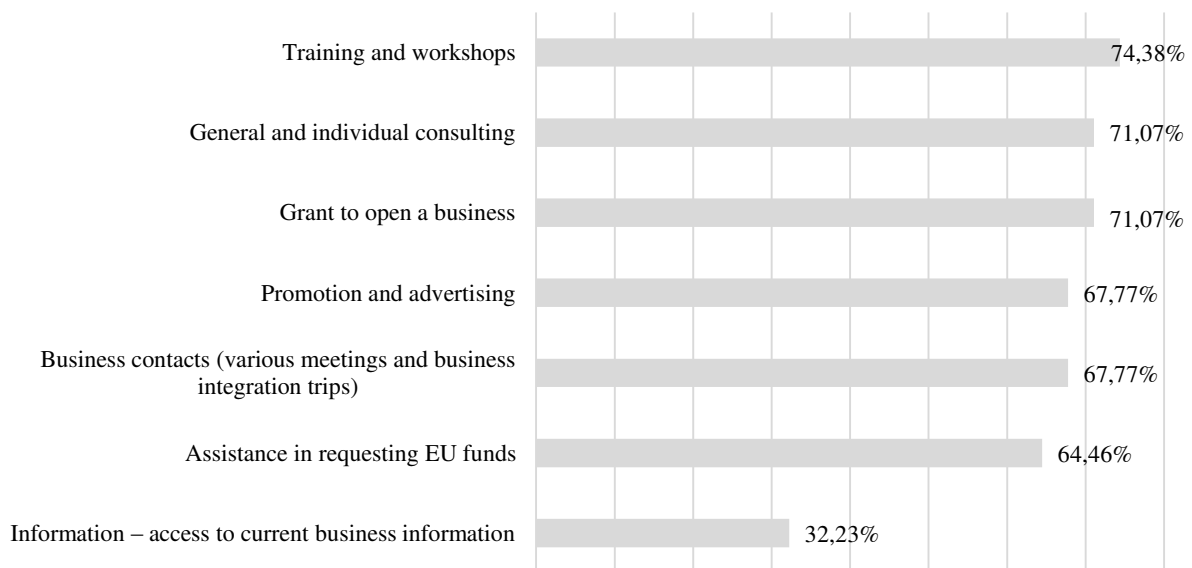 Training and workshops
74,38%
General and individual consulting
71,07%
Grant to open a business
71,07%
Promotion and advertising
67,77%
Business contacts (various meetings and business
integration trips)
67,77%
Assistance in requesting EU funds
64,46%
Information – access to current business information
32,23%